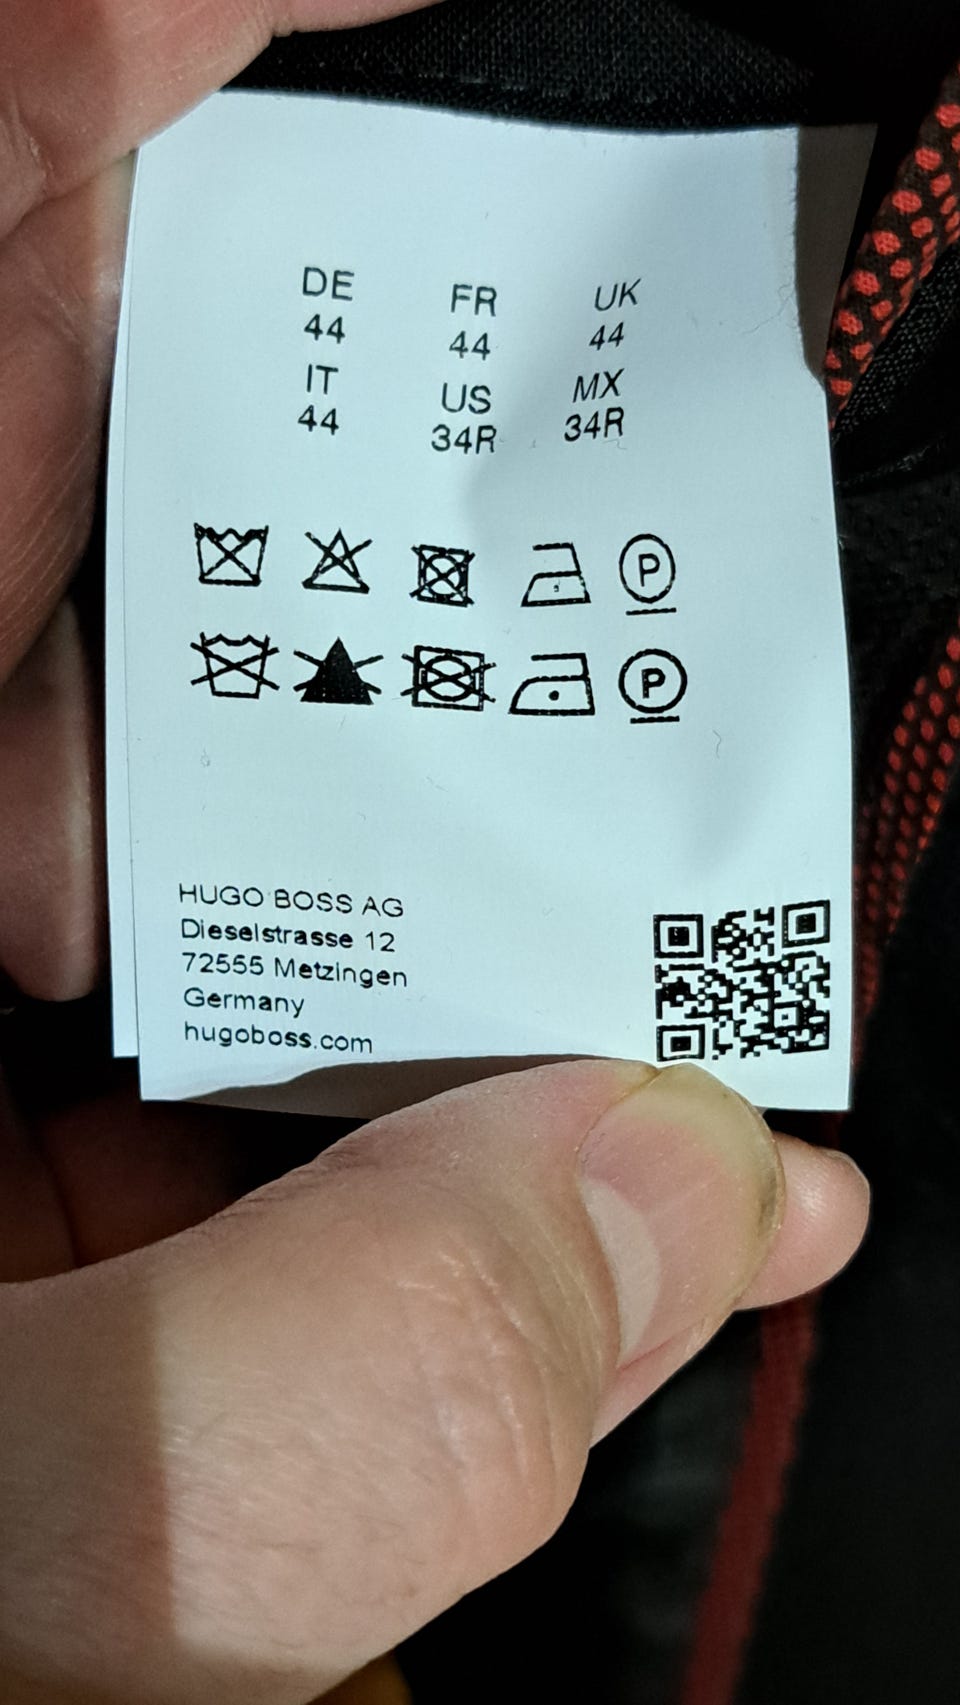 DE FR UK
44 44 44
IT US MX
44 34R 34R
P
P
HUGO BOSS AG
Dieselstrasse 12
72555 Metzingen
Germany
hugoboss.com